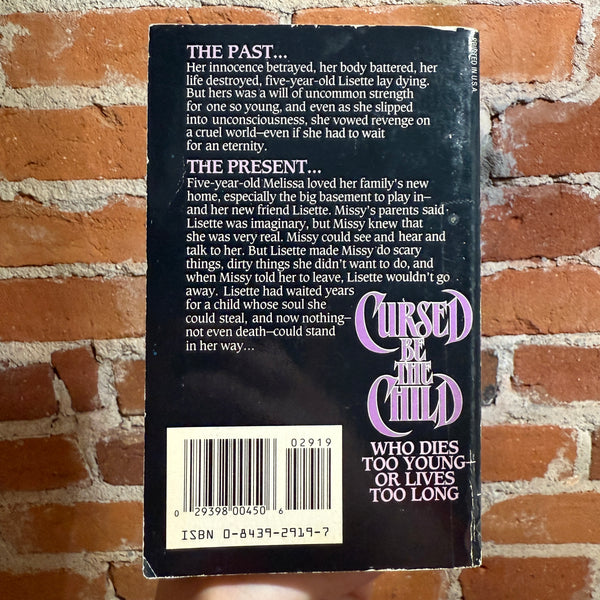 THE PAST...
Her innocence betrayed, her body battered, her
life destroyed, five-year-old Lisette lay dying.
But hers was a will of uncommon strength
for one so young, and even as she slipped
into unconsciousness, she vowed revenge on
a cruel world—even if she had to wait
for an eternity.
THE PRESENT...
Five-year-old Melissa loved her family's new
home, especially the big basement to play in—
and her new friend Lisette. Missy's parents said
Lisette was imaginary, but Missy knew that
she was very real. Missy could see and hear and
talk to her. But Lisette made Missy do scary
things, dirty things she didn't want to do, and
when Missy told her to leave, Lisette wouldn't go
away. Lisette had waited years
for a child whose soul she
could steal, and now nothing—
not even death—could stand
in her way...
CURSED
BE
THE
CHILD
WHO DIES
TOO YOUNG—
OR LIVES
TOO LONG
02919
0 29398 00450 6
ISBN 0-8439-2919-7
PRINTED IN U.S.A.